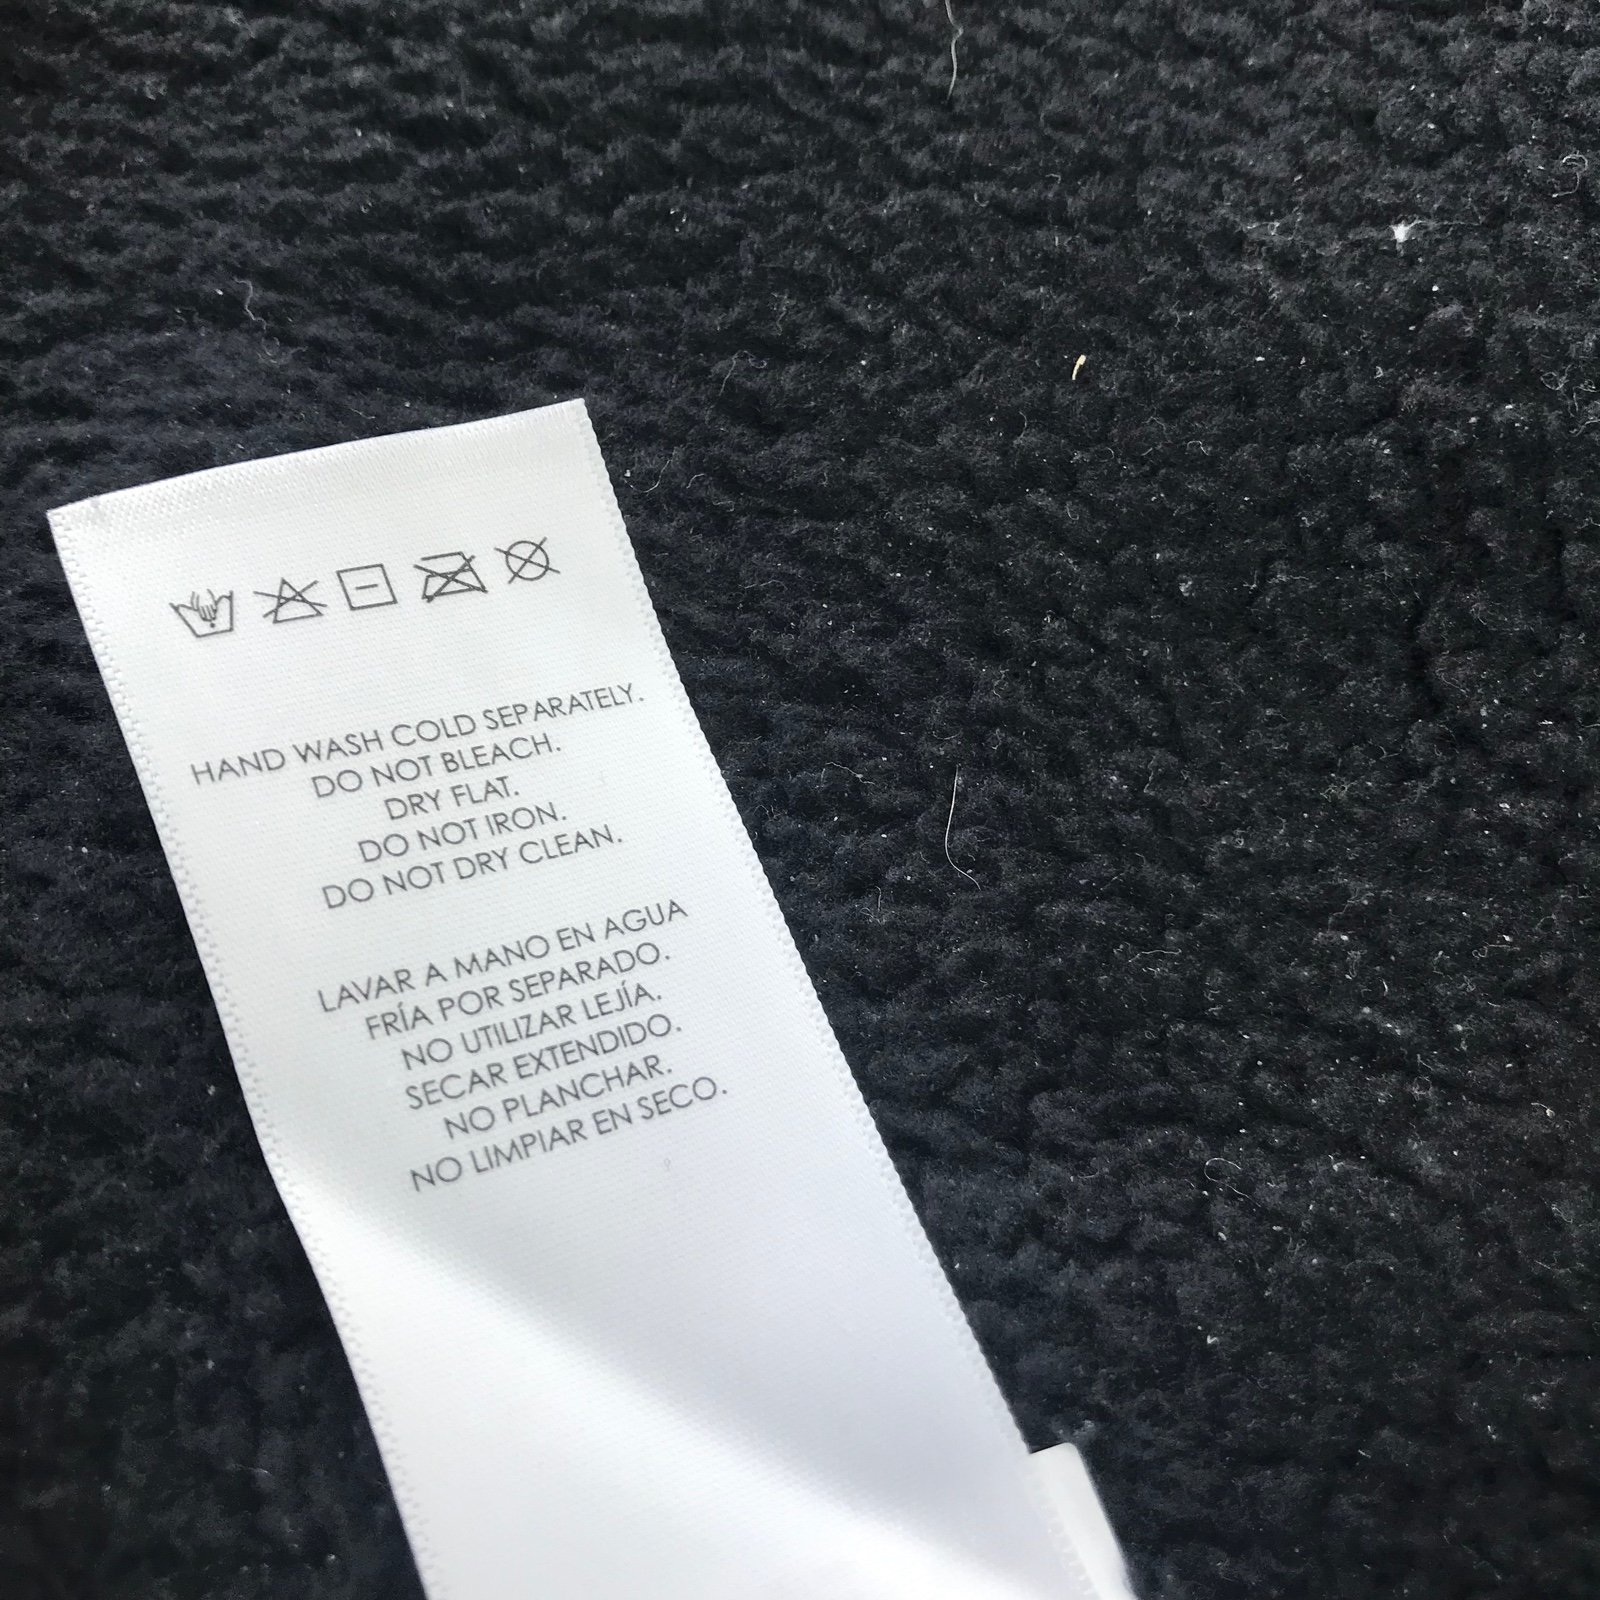 HAND WASH COLD SEPARATELY.
DO NOT BLEACH.
DRY FLAT.
DO NOT IRON.
DO NOT DRY CLEAN.
LAVAR A MANO EN AGUA
FRÍA POR SEPARADO.
NO UTILIZAR LEJÍA.
SECAR EXTENDIDO.
NO PLANCHAR.
NO LIMPIAR EN SECO.